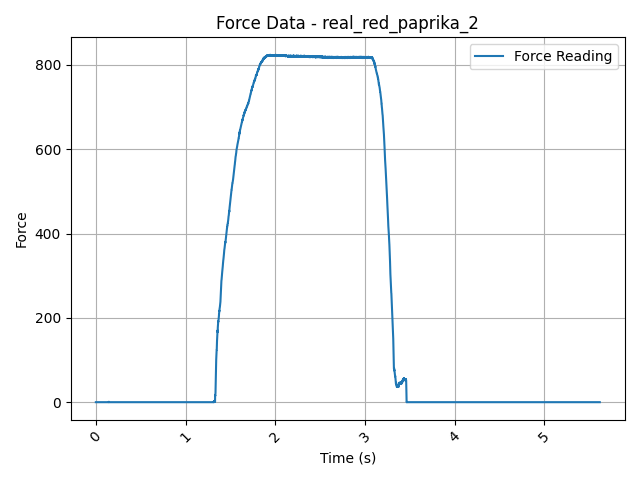 Force Data - real_red_paprika_2
Force Reading
800
600
400
200
0
Force
0 1 2 3 4 5
Time (s)